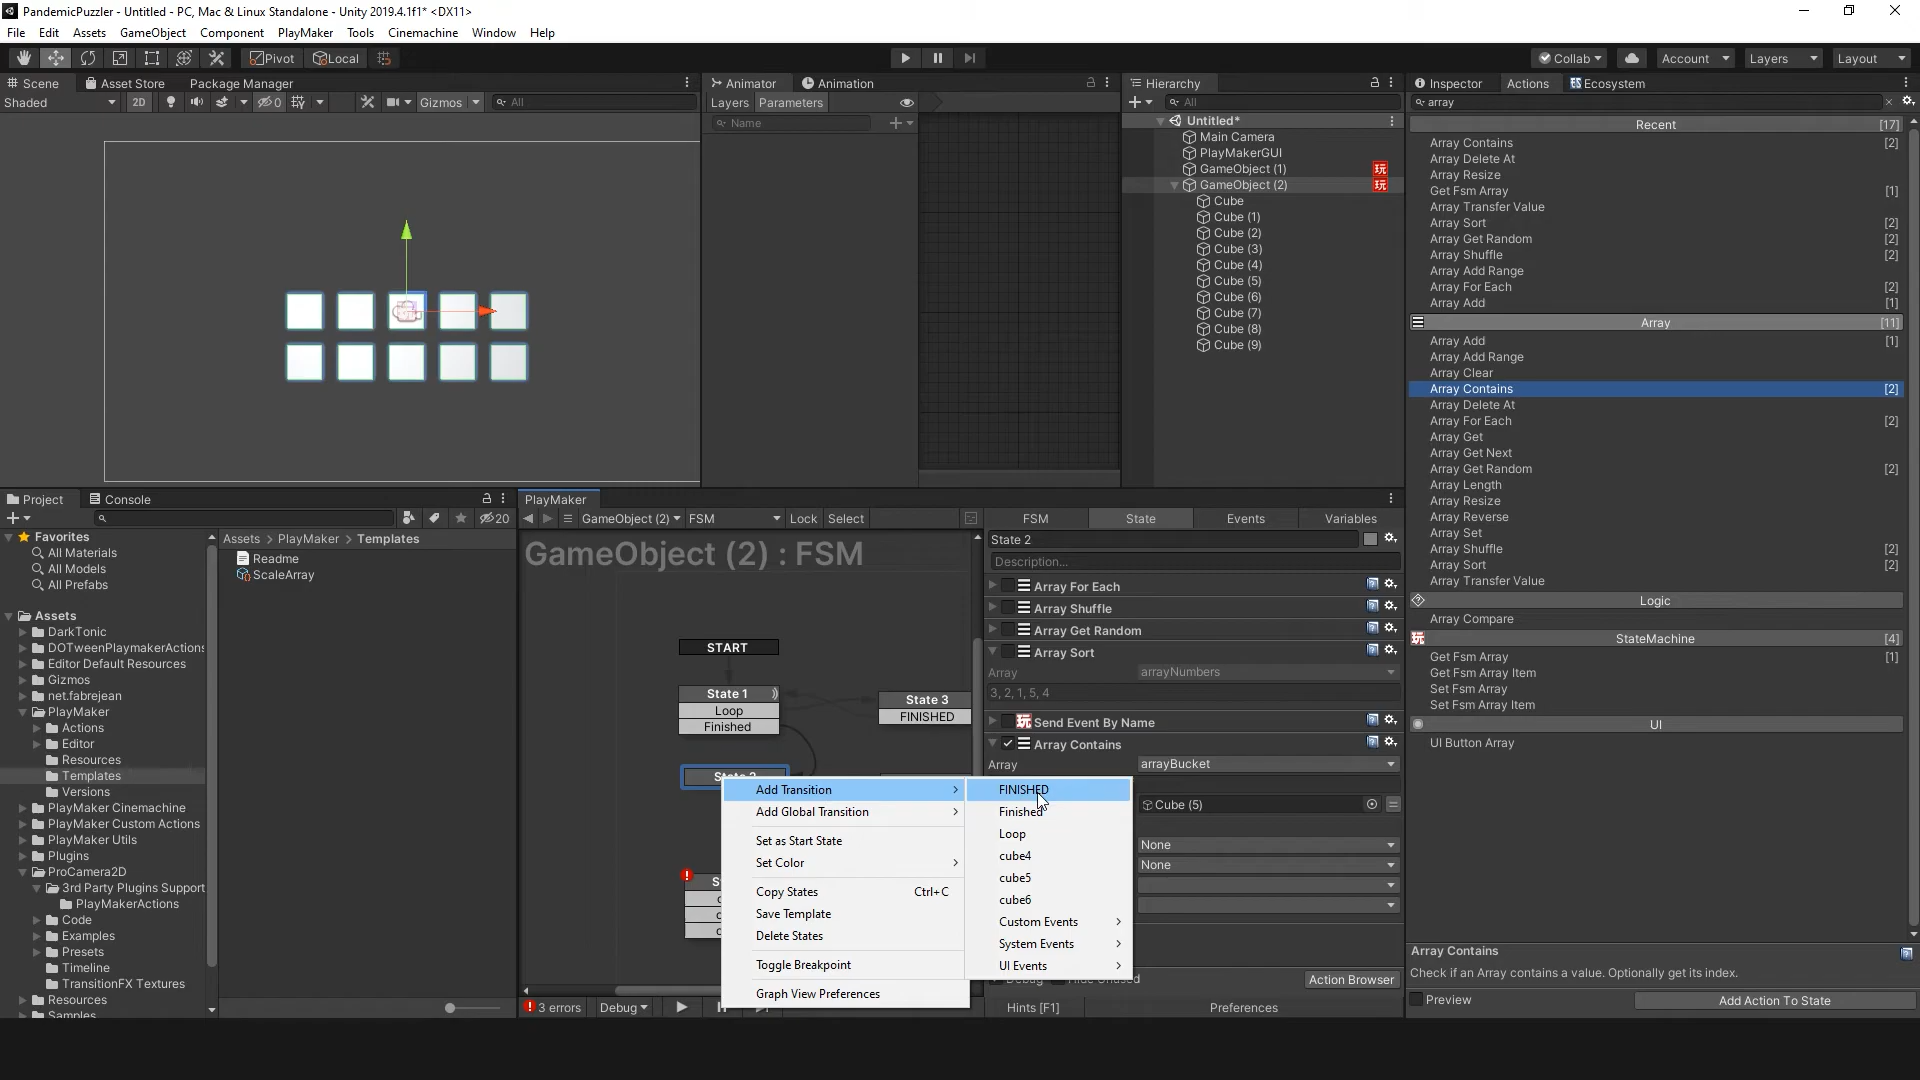 PandemicPuzzler - Untitled - PC, Mac & Linux Standalone - Unity 2019.4.1f1* <DX11>
File Edit Assets GameObject Component PlayMaker Tools Cinemachine Window Help
Pivot Local Collab Account Layers Layout
Scene Asset Store Package Manager
Shaded 2D 0 Gizmos All
Animator Animation
Layers Parameters
Name
Hierarchy
All
Untitled*
Main Camera
PlayMakerGUI
GameObject (1) 玩
GameObject (2) 玩
Cube
Cube (1)
Cube (2)
Cube (3)
Cube (4)
Cube (5)
Cube (6)
Cube (7)
Cube (8)
Cube (9)
Inspector Actions Ecosystem
array
Recent [17]
Array Contains [2]
Array Delete At
Array Resize
Get Fsm Array [1]
Array Transfer Value
Array Sort [2]
Array Get Random [2]
Array Shuffle [2]
Array Add Range
Array For Each [2]
Array Add [1]
Array [11]
Array Add [1]
Array Add Range
Array Clear
Array Contains [2]
Array Delete At
Array For Each [2]
Array Get
Array Get Next
Array Get Random [2]
Array Length
Array Resize
Array Reverse
Array Set
Array Shuffle [2]
Array Sort [2]
Array Transfer Value
Logic
Array Compare
玩 StateMachine [4]
Get Fsm Array [1]
Get Fsm Array Item
Set Fsm Array
Set Fsm Array Item
UI
UI Button Array
Array Contains
Check if an Array contains a value. Optionally get its index.
Preview Add Action To State
Project Console
20
Favorites
All Materials
All Models
All Prefabs
Assets
DarkTonic
DOTweenPlaymakerActions
Editor Default Resources
Gizmos
net.fabrejean
PlayMaker
Actions
Editor
Resources
Templates
Versions
PlayMaker Cinemachine
PlayMaker Custom Actions
PlayMaker Utils
Plugins
ProCamera2D
3rd Party Plugins Support
PlayMakerActions
Code
Examples
Presets
Timeline
TransitionFX Textures
Resources
Samples
Assets > PlayMaker > Templates
Readme
ScaleArray
PlayMaker
GameObject (2) FSM Lock Select
GameObject (2) : FSM
START
State 1
Loop
Finished
State 3
FINISHED
FSM State Events Variables
State 2
Description...
Array For Each
Array Shuffle
Array Get Random
Array Sort
Array arrayNumbers
3, 2, 1, 5, 4
玩 Send Event By Name
Array Contains
Array arrayBucket
Cube (5)
None
None
Add Transition
Add Global Transition
Set as Start State
Set Color
Copy States Ctrl+C
Save Template
Delete States
Toggle Breakpoint
Graph View Preferences
FINISHED
Finished
Loop
cube4
cube5
cube6
Custom Events
System Events
UI Events
Action Browser
3 errors Debug Hints [F1] Preferences